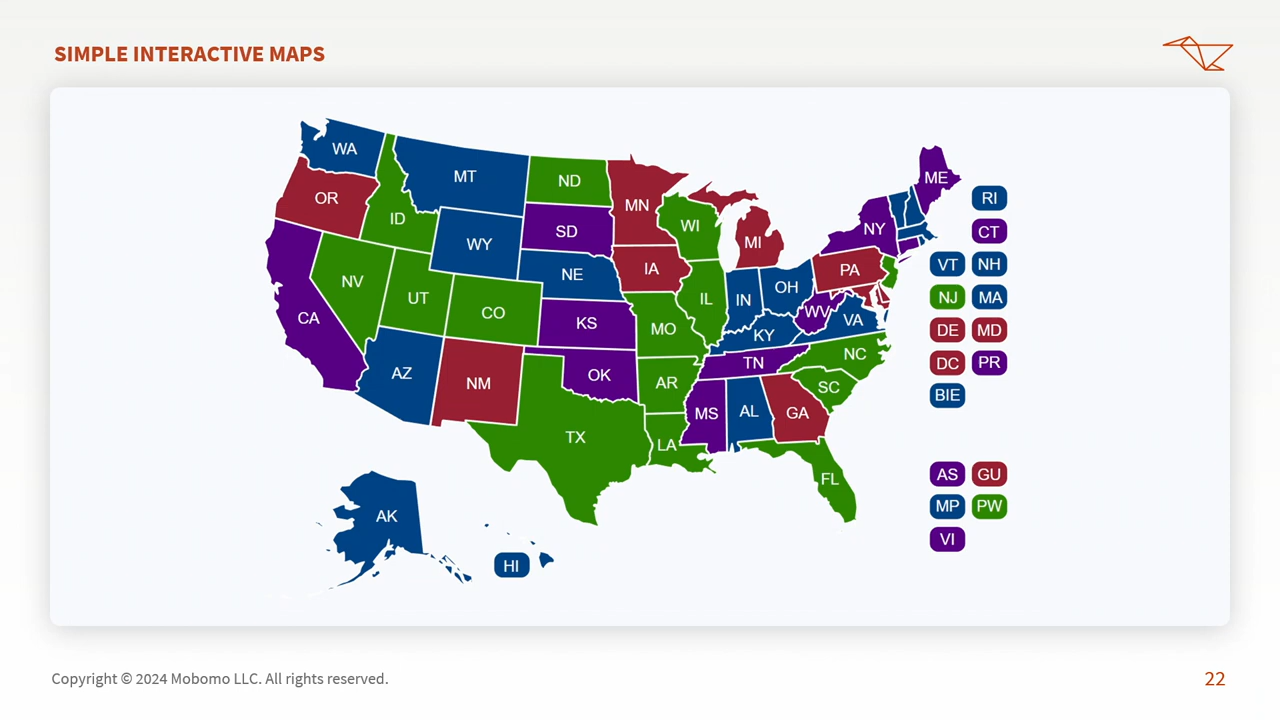 SIMPLE INTERACTIVE MAPS
WA
MT
ND
MN
OR
ID
WY
SD
WI
MI
NY
ME
RI
CT
NV
UT
CO
NE
IA
IL
IN
OH
PA
VT NH
NJ MA
CA
KS
MO
KY
WV
VA
DE MD
DC PR
AZ
NM
OK
AR
TN
NC
SC
BIE
TX
LA
MS
AL
GA
FL
AS GU
MP PW
VI
AK
HI
Copyright © 2024 Mobomo LLC. All rights reserved.
22